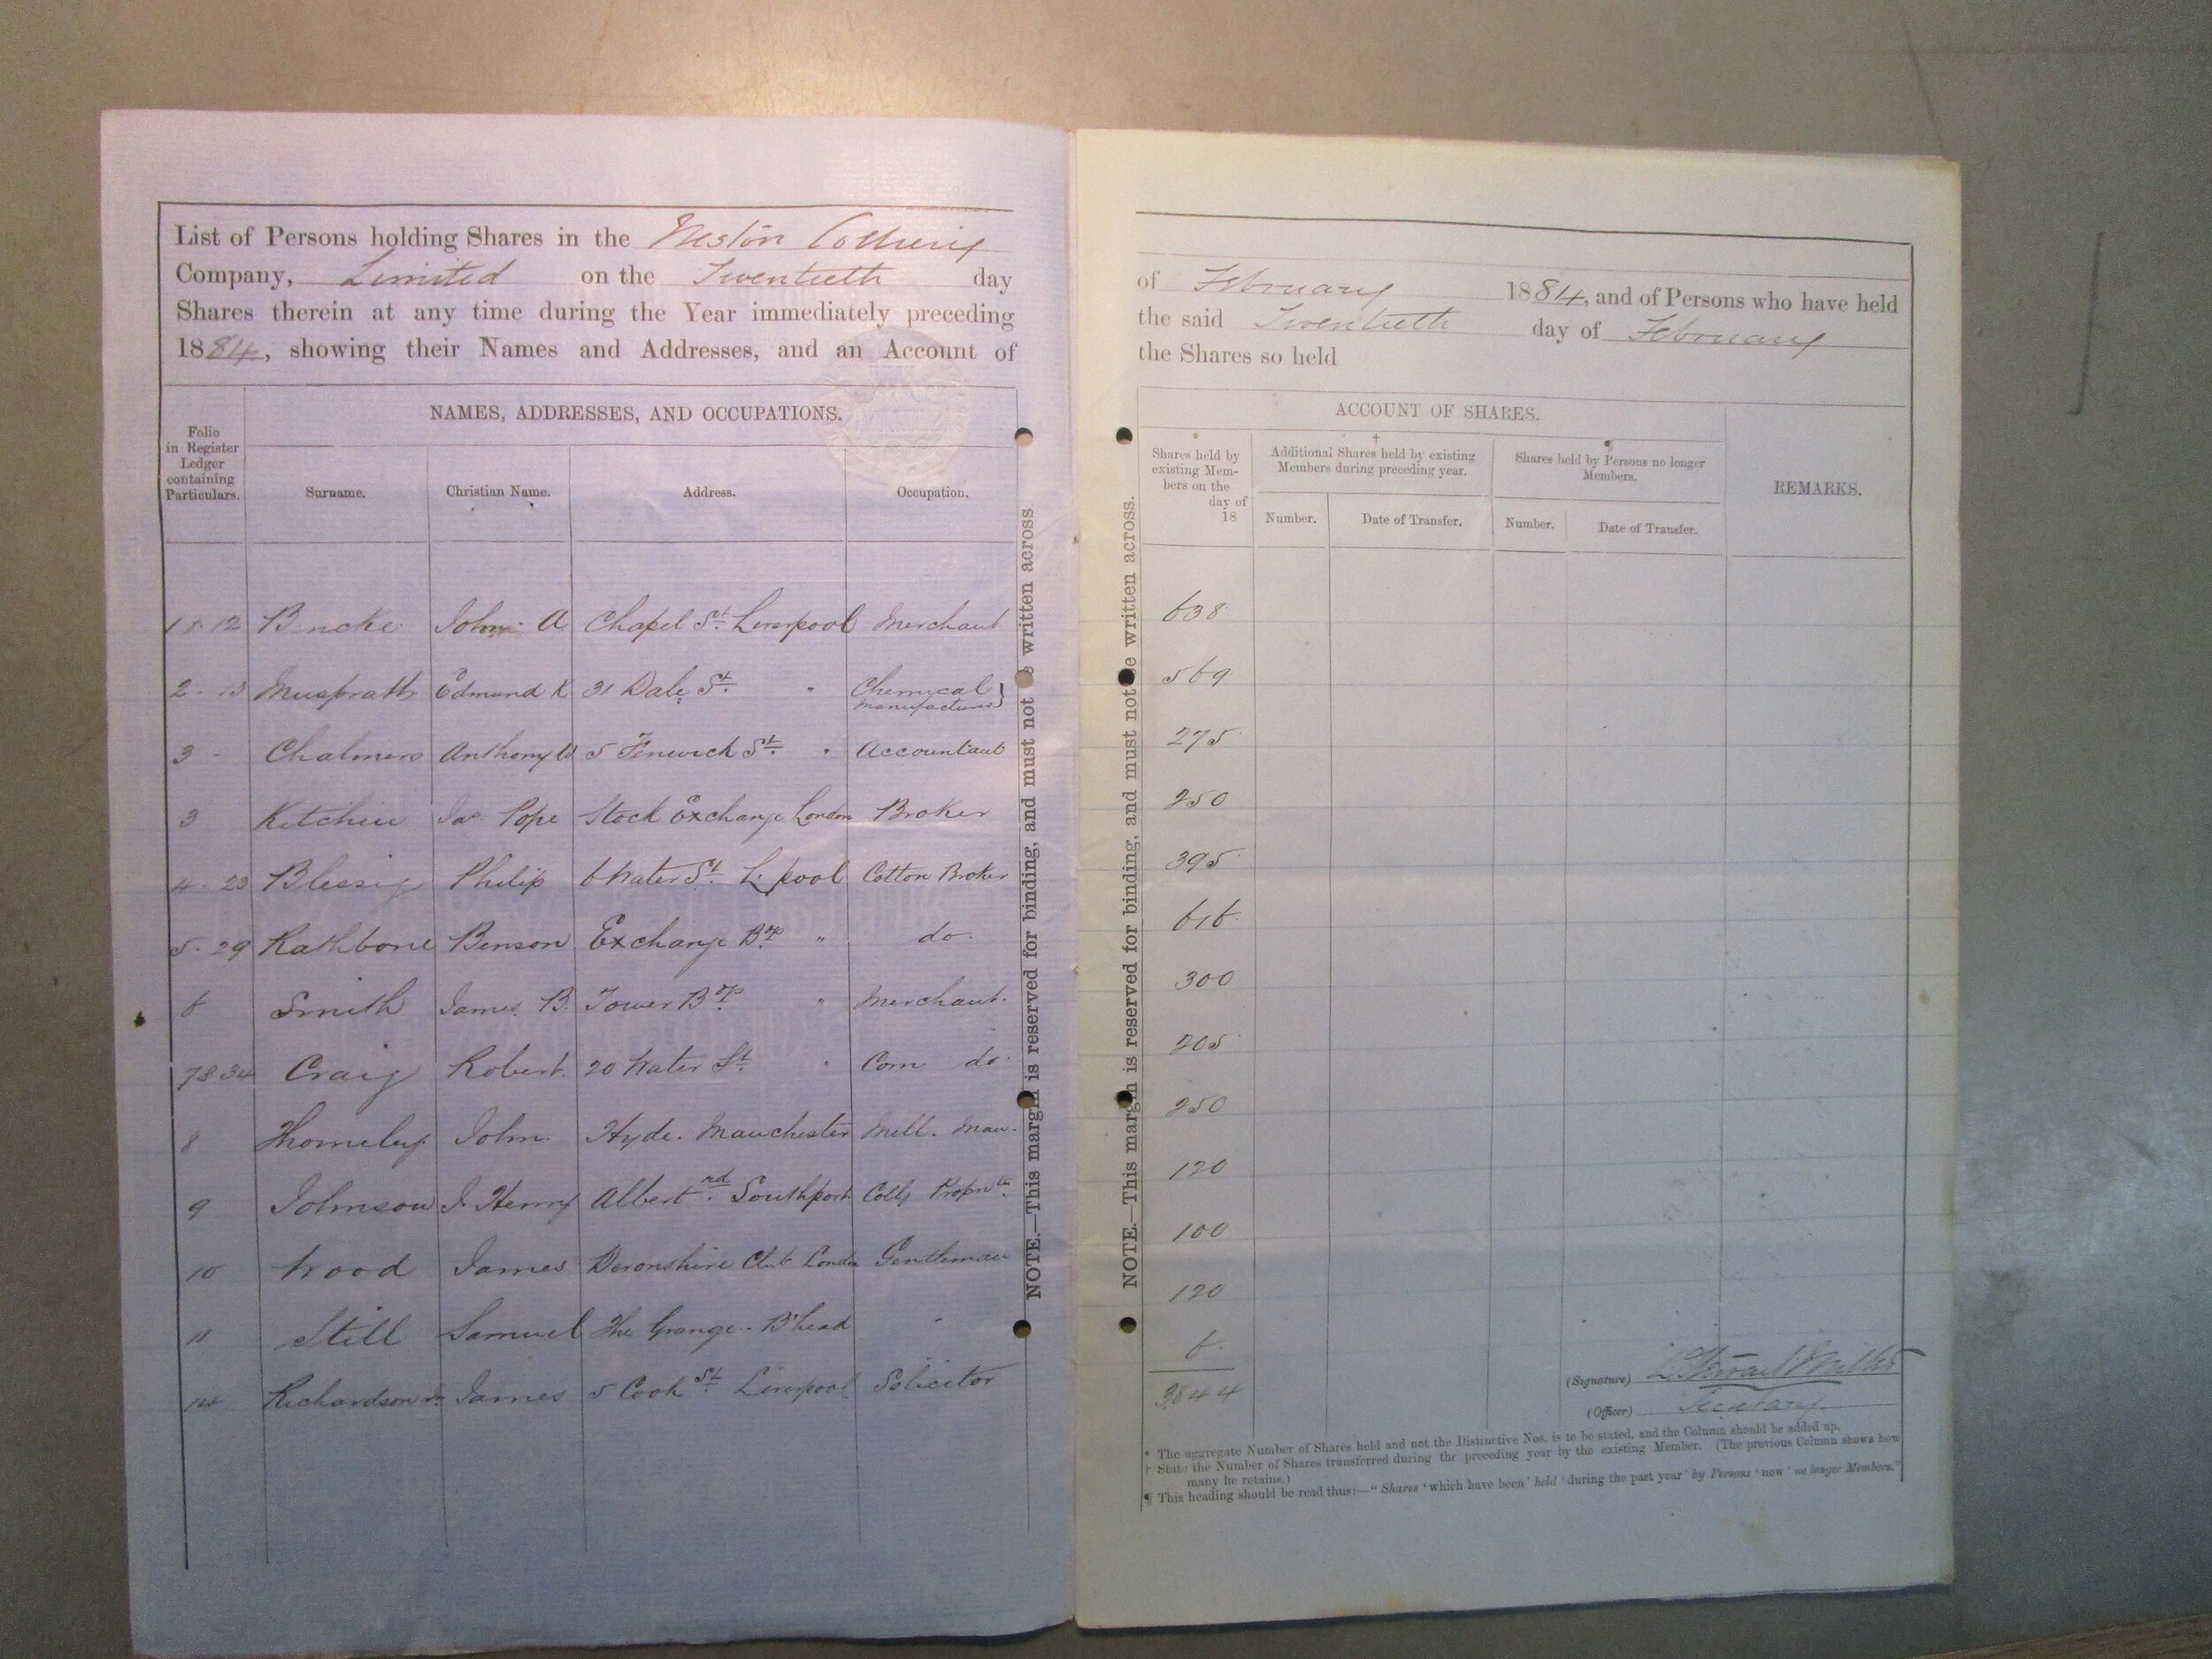 List of Persons holding Shares in the Neston Colliery
Company, Limited on the Twentieth day
Shares therein at any time during the Year immediately preceding
1884, showing their Names and Addresses, and an Account of
NAMES, ADDRESSES, AND OCCUPATIONS.
Folio in Register Ledger containing Particulars.
Surname. Christian Name. Address. Occupation.
John A Chapel St. Liverpool Merchant
2 - 13 Muspratt Edmund K 31 Dale St. " Chemical
manufacturer
3 - Chalmers Anthony W 5 Fenwick St. " Accountant
3 Jas Pope Stock Exchange London Broker
4 - 23 Blessig Philip 6 Water St. L'pool Cotton Broker
5 - 29 Rathbone Benson Exchange Bgs " do.
6 Smith James B. Tower Bgs " Merchant.
7 & 34 Craig Robert. 20 Water St. " Corn do.
8 Thorneley John. Hyde. Manchester Mill. Man.
9 Johnson J Henry Albert rd. Southport Colly Proprietr.
10 Wood James Devonshire Club London Gentleman
11 Still Samuel The Grange - B'head "
14 Richardson Jr James 5 Cook St. Liverpool Solicitor
NOTE.—This margin is reserved for binding, and must not be written across
of February 1884, and of Persons who have held
the said Twentieth day of February
the Shares so held
NOTE.—This margin is reserved for binding, and must not be written across.
ACCOUNT OF SHARES.
* Shares held by existing Members on the day of 18
† Additional Shares held by existing Members during preceding year.
¶ Shares held by Persons no longer Members.
REMARKS.
Number. Date of Transfer. Number. Date of Transfer.
638
569
275
250
395
616
300
205
250
120
100
120
6
3844
(Signature)
(Officer) Secretary
* The aggregate Number of Shares held and not the Distinctive Nos. is to be stated, and the Column should be added up.
† State the Number of Shares transferred during the preceding year by the existing Member. (The previous Column shows how
many he retains.)
¶ This heading should be read thus:—"Shares 'which have been' held 'during the past year' by Persons 'now' no longer Members."